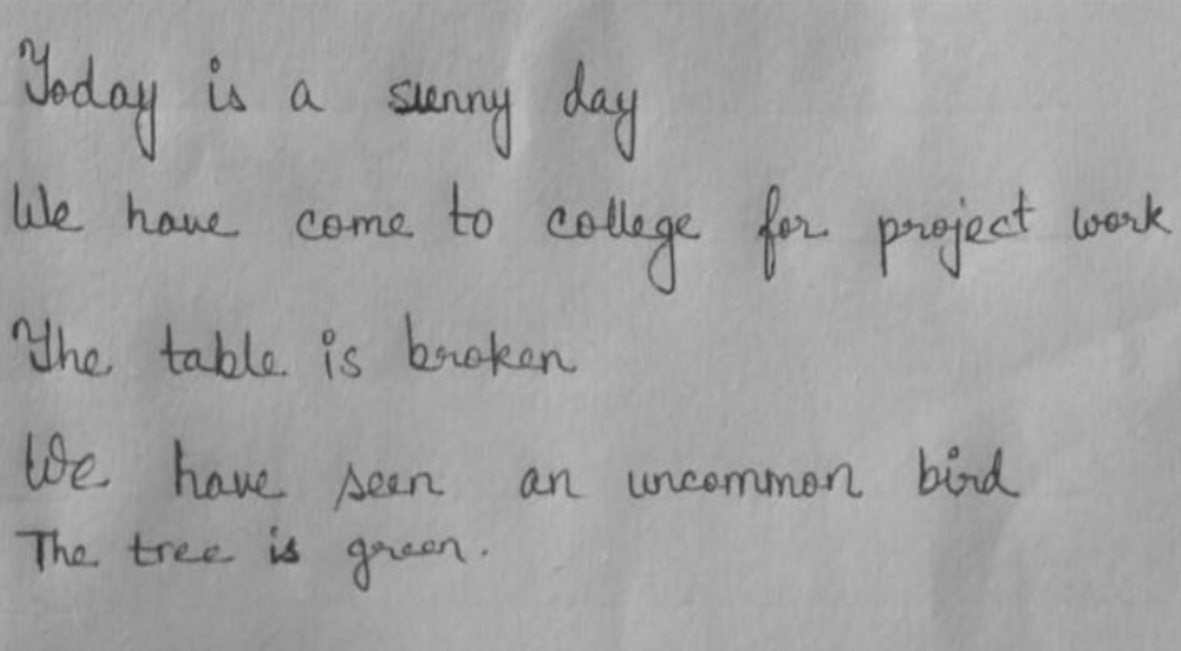 Today is a sunny day
We have come to college for project work
The table is broken
We have seen an uncommon bird
The tree is green.